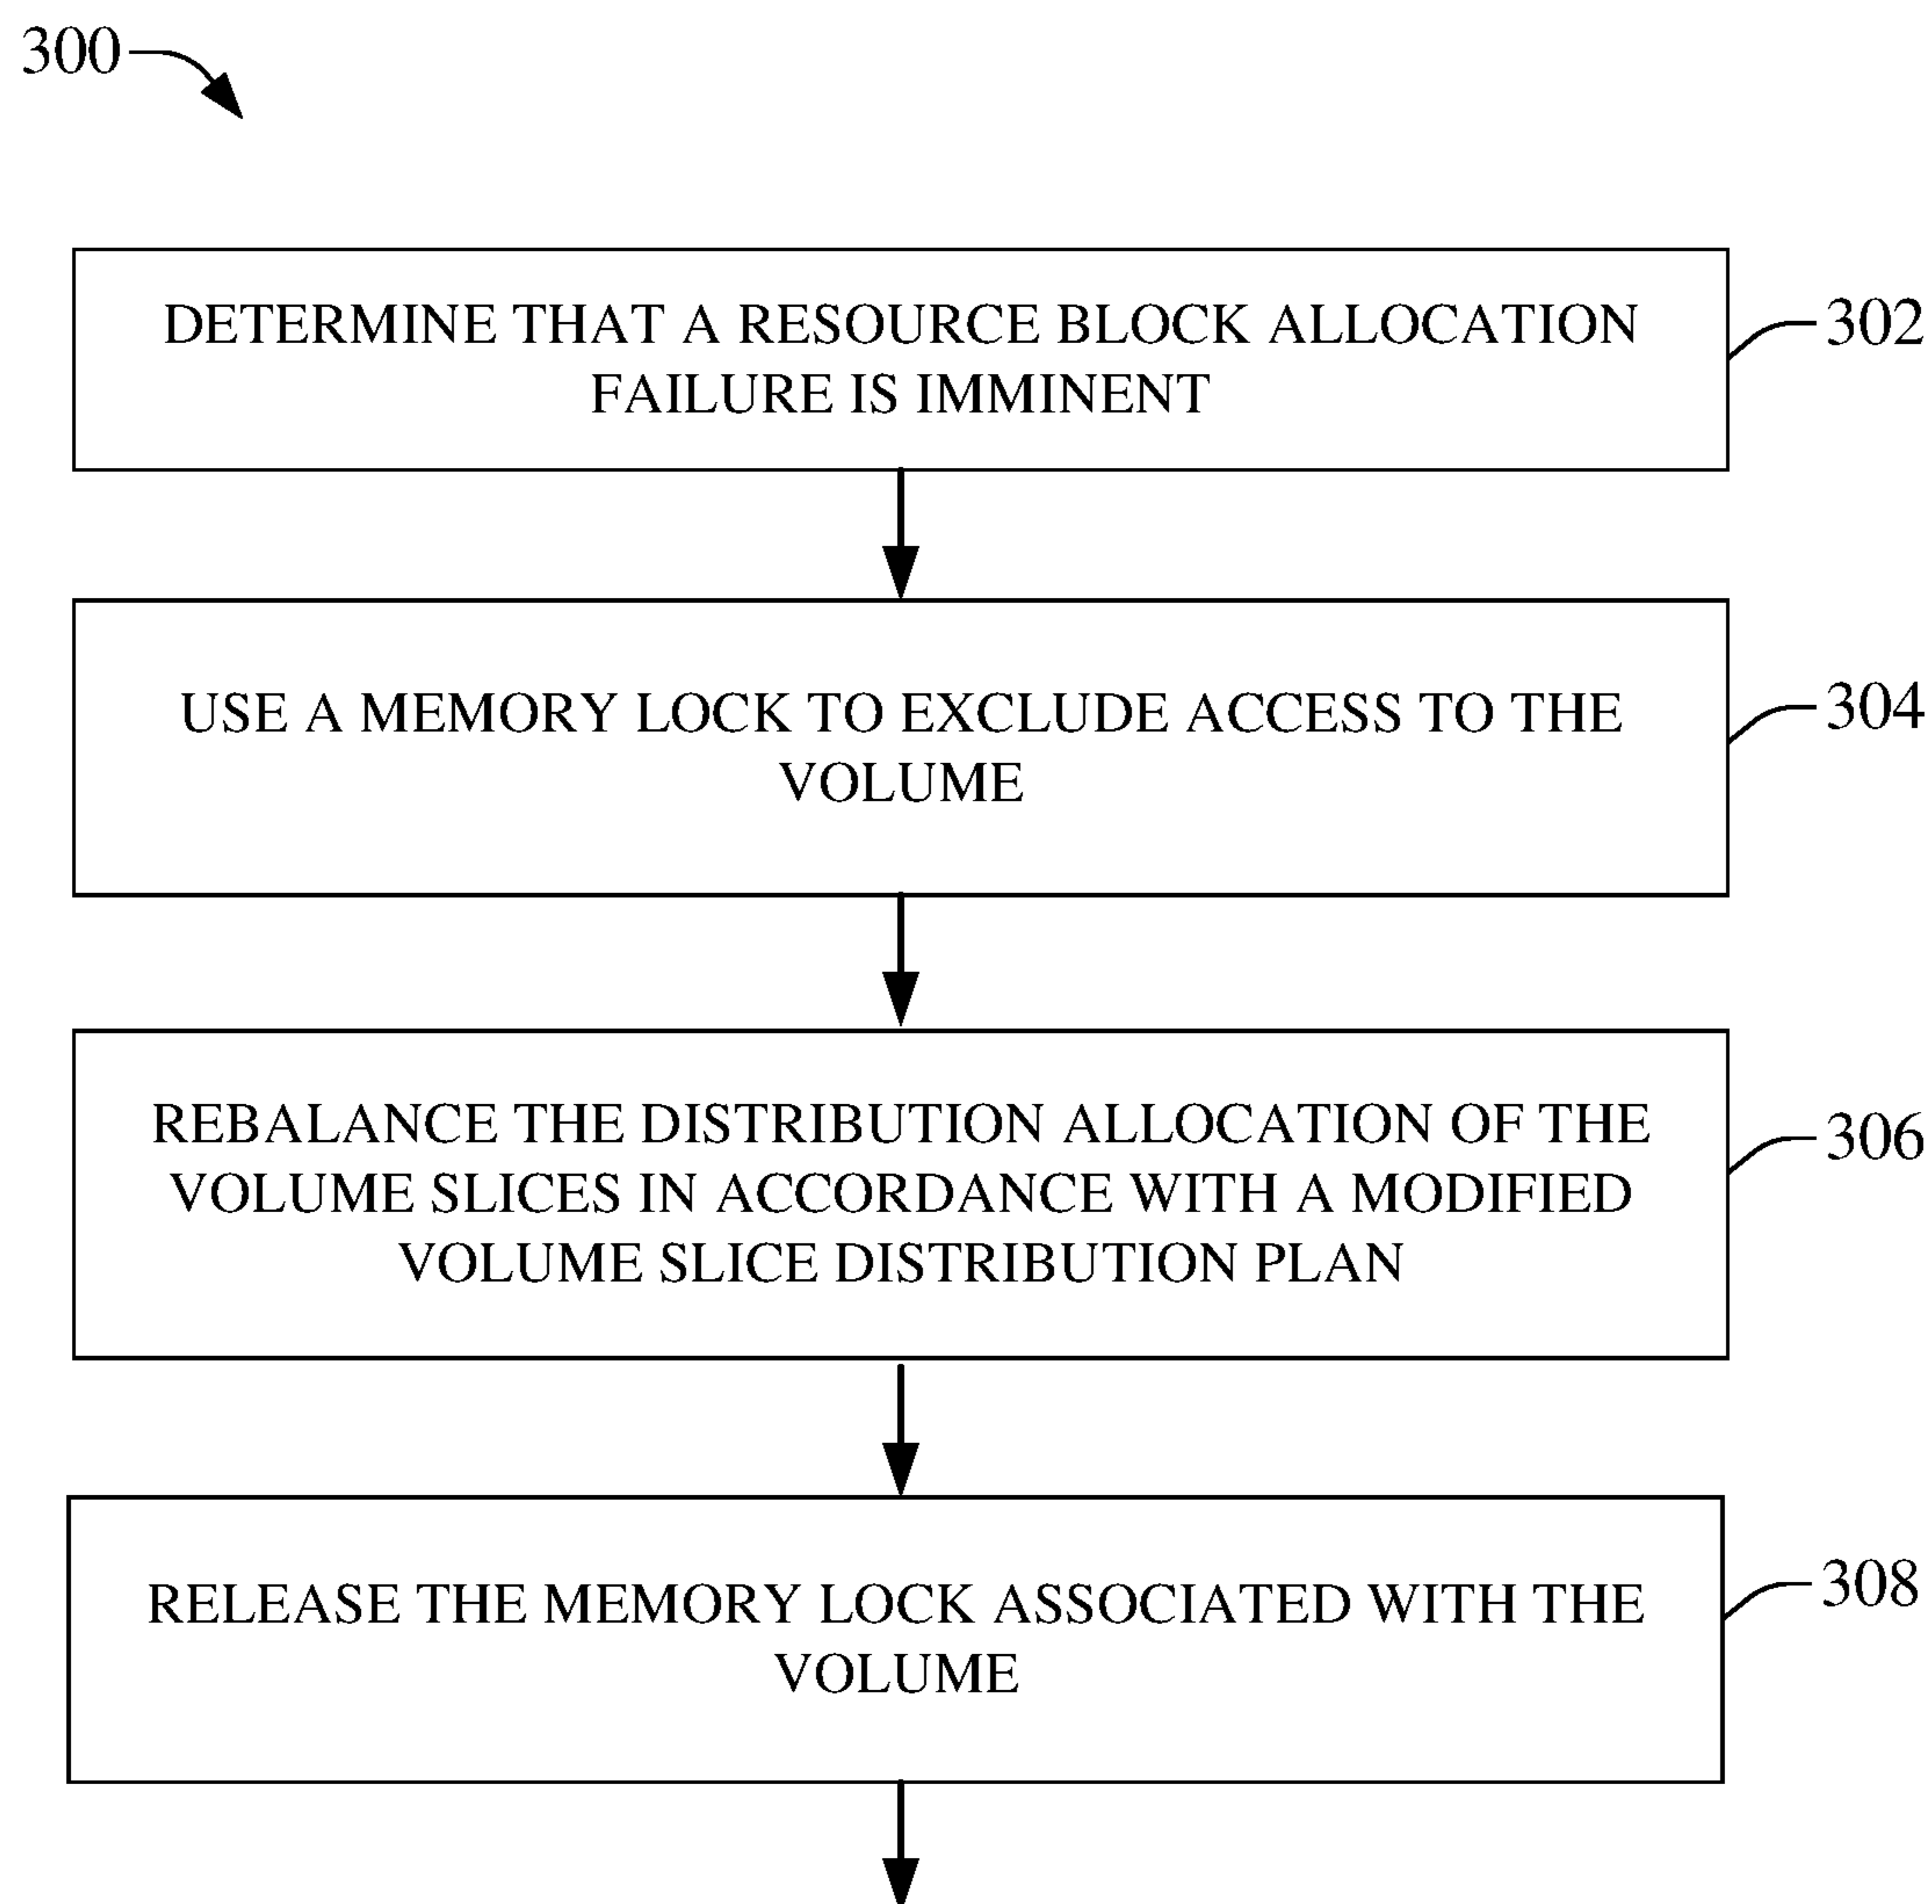 300
DETERMINE THAT A RESOURCE BLOCK ALLOCATION
FAILURE IS IMMINENT
302
USE A MEMORY LOCK TO EXCLUDE ACCESS TO THE
VOLUME
304
REBALANCE THE DISTRIBUTION ALLOCATION OF THE
VOLUME SLICES IN ACCORDANCE WITH A MODIFIED
VOLUME SLICE DISTRIBUTION PLAN
306
RELEASE THE MEMORY LOCK ASSOCIATED WITH THE
VOLUME
308